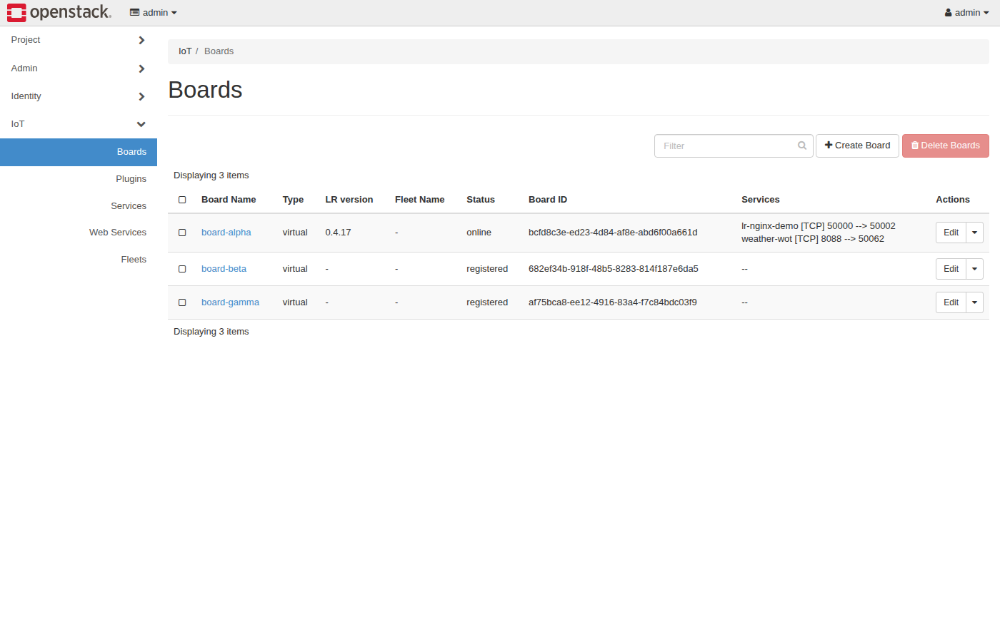 openstack. admin admin
Project
Admin
Identity
IoT
Boards
Plugins
Services
Web Services
Fleets
IoT / Boards
Boards
Filter Create Board Delete Boards
Displaying 3 items
Board Name Type LR version Fleet Name Status Board ID Services Actions
board-alpha virtual 0.4.17 - online bcfd8c3e-ed23-4d84-af8e-abd6f00a661d lr-nginx-demo [TCP] 50000 --> 50002 Edit
weather-wot [TCP] 8088 --> 50062
board-beta virtual - - registered 682ef34b-918f-48b5-8283-814f187e6da5 -- Edit
board-gamma virtual - - registered af75bca8-ee12-4916-83a4-f7c84bdc03f9 -- Edit
Displaying 3 items